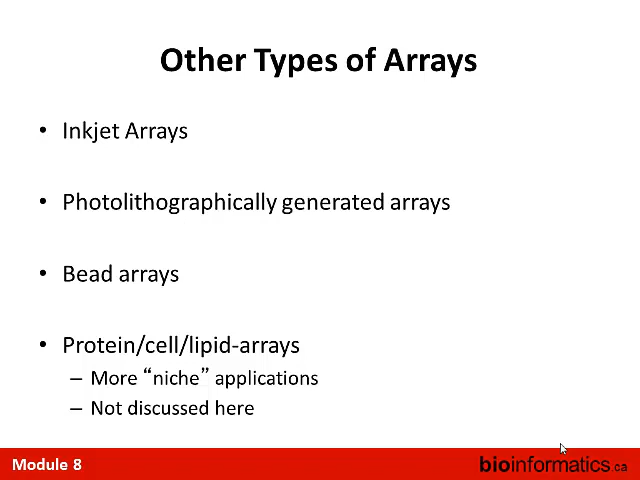 Other Types of Arrays
• Inkjet Arrays
• Photolithographically generated arrays
• Bead arrays
• Protein/cell/lipid-arrays
– More “niche” applications
– Not discussed here
Module 8
bioinformatics.ca